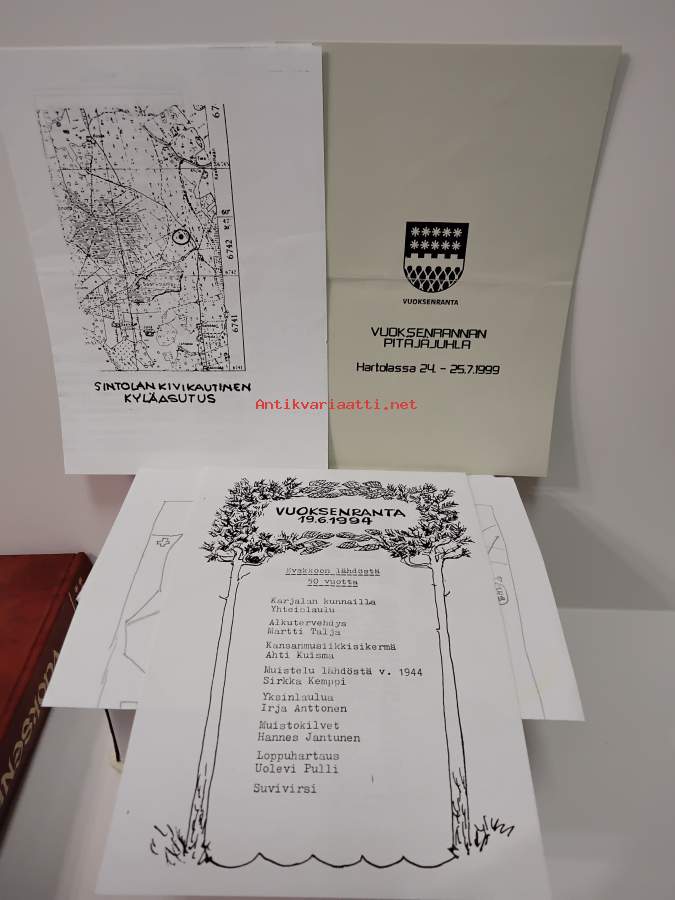 67
6742
6741
SINTOLAN KIVIKAUTINEN
KYLÄASUTUS
VUOKSENRANTA
VUOKSENRANNAN
PITÄJÄJUHLA
Hartolassa 24. - 25.7.1999
Antikvariaatti.net
VUOKSENRANTA
19.6.1994
Evakkoon lähdöstä
50 vuotta
Karjalan kunnailla
Yhteislaulu
Alkutervehdys
Martti Talja
Kansanmusiikkisikermä
Ahti Kuisma
Muistelu lähdöstä v. 1944
Sirkka Kemppi
Yksinlaulua
Irja Anttonen
Muistokilvet
Hannes Jantunen
Loppuhartaus
Uolevi Pulli
Suvivirsi